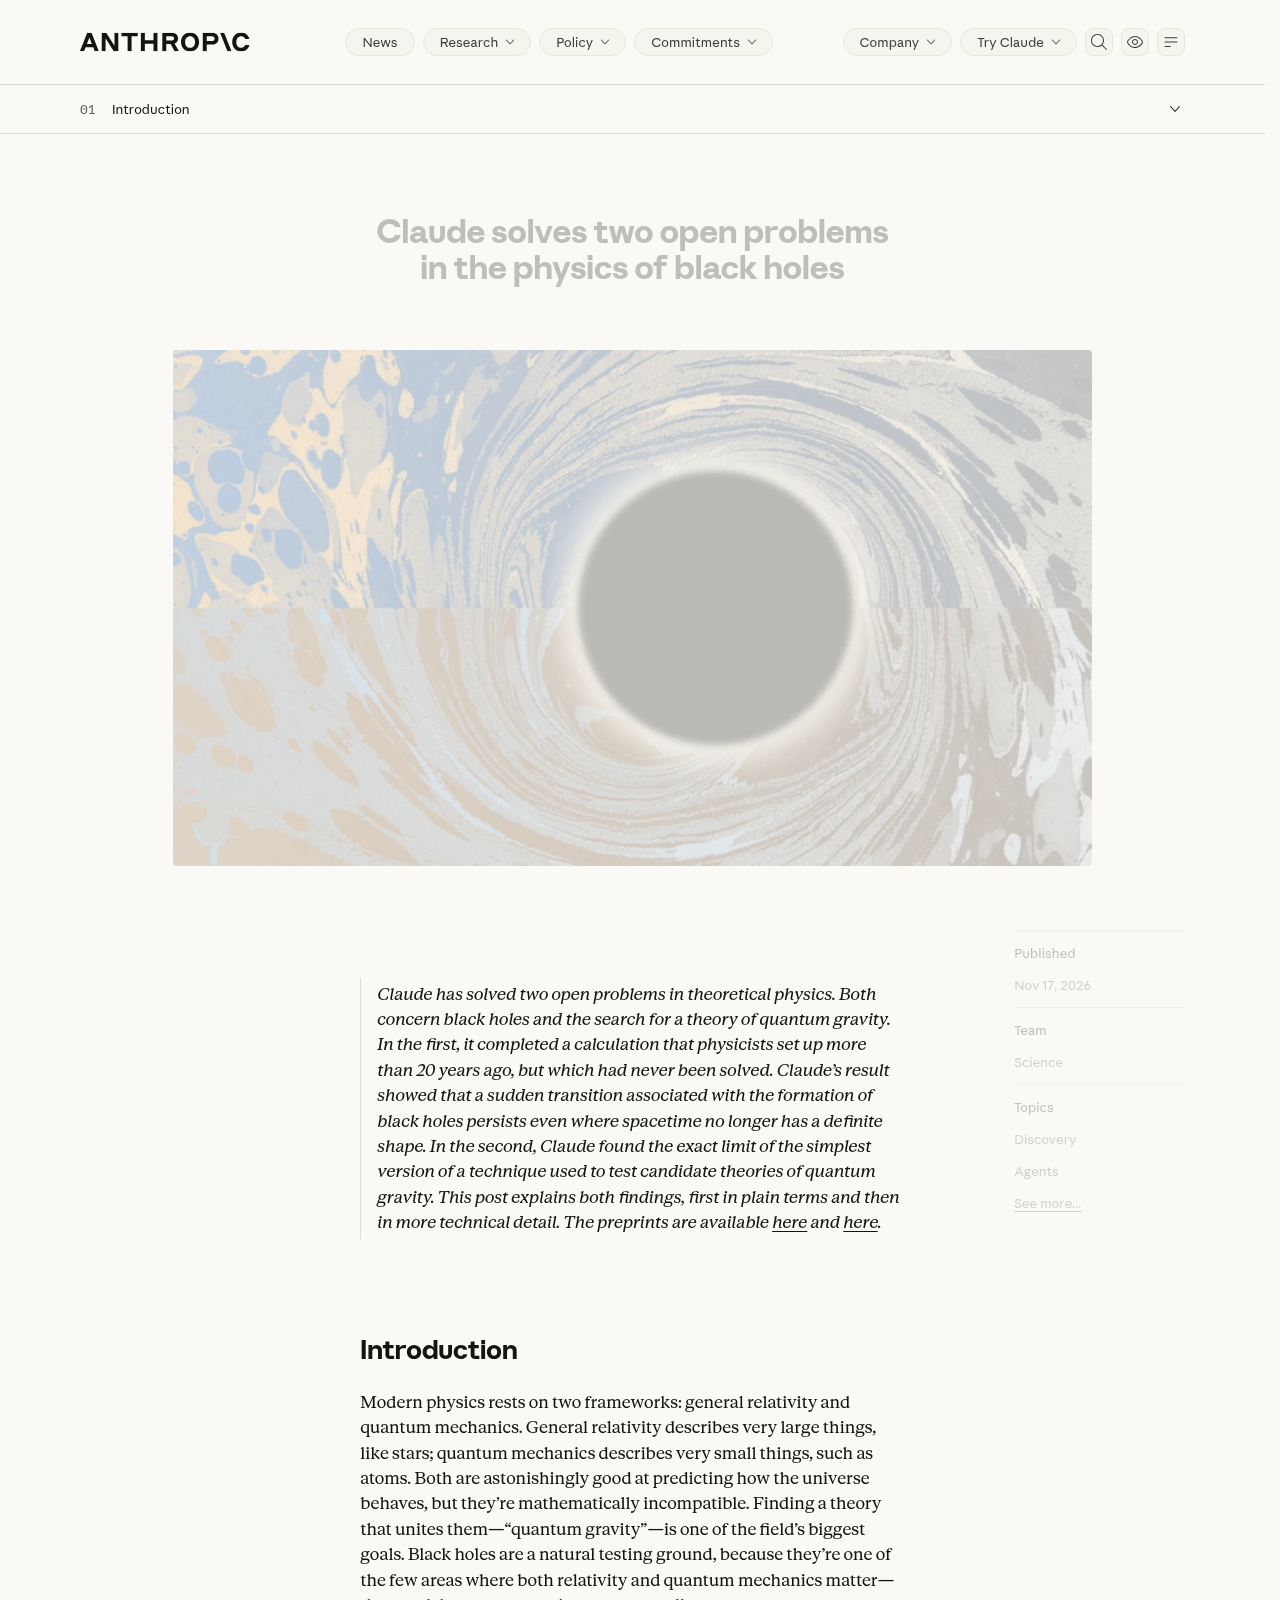 ANTHROP\C
News
Research
Policy
Commitments
Company
Try Claude
01 Introduction
Claude solves two open problems
in the physics of black holes
Published
Nov 17, 2026
Team
Science
Topics
Discovery
Agents
See more...
Claude has solved two open problems in theoretical physics. Both
concern black holes and the search for a theory of quantum gravity.
In the first, it completed a calculation that physicists set up more
than 20 years ago, but which had never been solved. Claude’s result
showed that a sudden transition associated with the formation of
black holes persists even where spacetime no longer has a definite
shape. In the second, Claude found the exact limit of the simplest
version of a technique used to test candidate theories of quantum
gravity. This post explains both findings, first in plain terms and then
in more technical detail. The preprints are available here and here.
Introduction
Modern physics rests on two frameworks: general relativity and
quantum mechanics. General relativity describes very large things,
like stars; quantum mechanics describes very small things, such as
atoms. Both are astonishingly good at predicting how the universe
behaves, but they’re mathematically incompatible. Finding a theory
that unites them—“quantum gravity”—is one of the field’s biggest
goals. Black holes are a natural testing ground, because they’re one of
the few areas where both relativity and quantum mechanics matter—